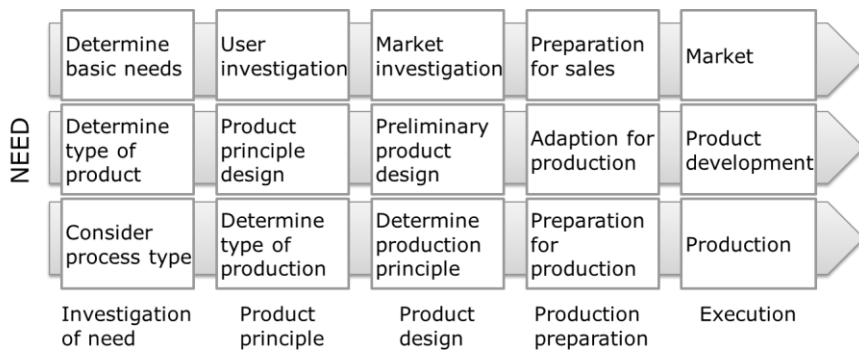 NEED
Determine
basic needs
User
investigation
Market
investigation
Preparation
for sales
Market
Determine
type of
product
Product
principle
design
Preliminary
product
design
Adaption for
production
Product
development
Consider
process type
Determine
type of
production
Determine
production
principle
Preparation
for
production
Production
Investigation
of need
Product
principle
Product
design
Production
preparation
Execution